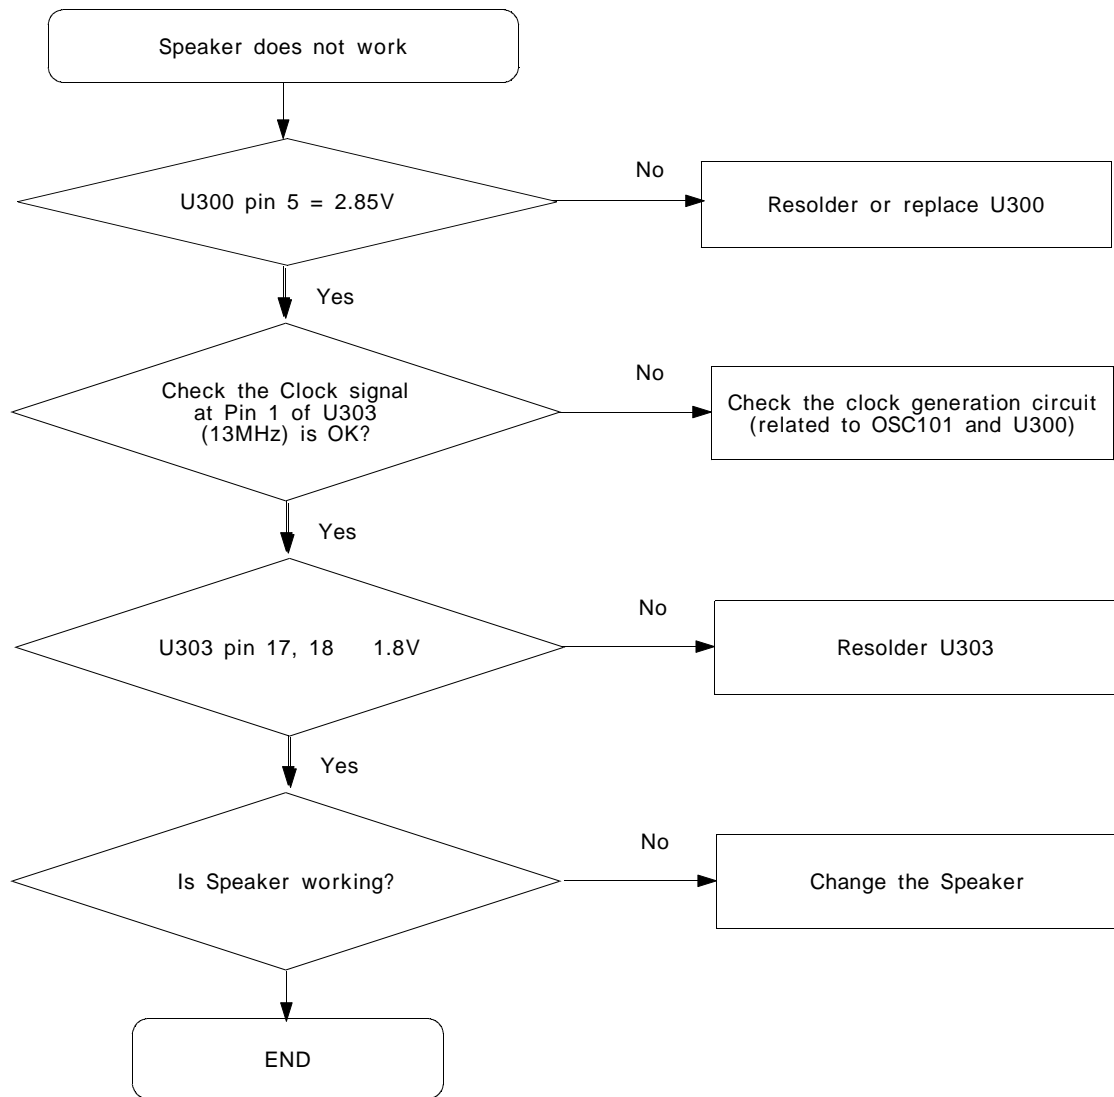 Speaker does not work
U300 pin 5 = 2.85V
No
Resolder or replace U300
Yes
Check the Clock signal
at Pin 1 of U303
(13MHz) is OK?
No
Check the clock generation circuit
(related to OSC101 and U300)
Yes
U303 pin 17, 18 1.8V
No
Resolder U303
Yes
Is Speaker working?
No
Change the Speaker
END